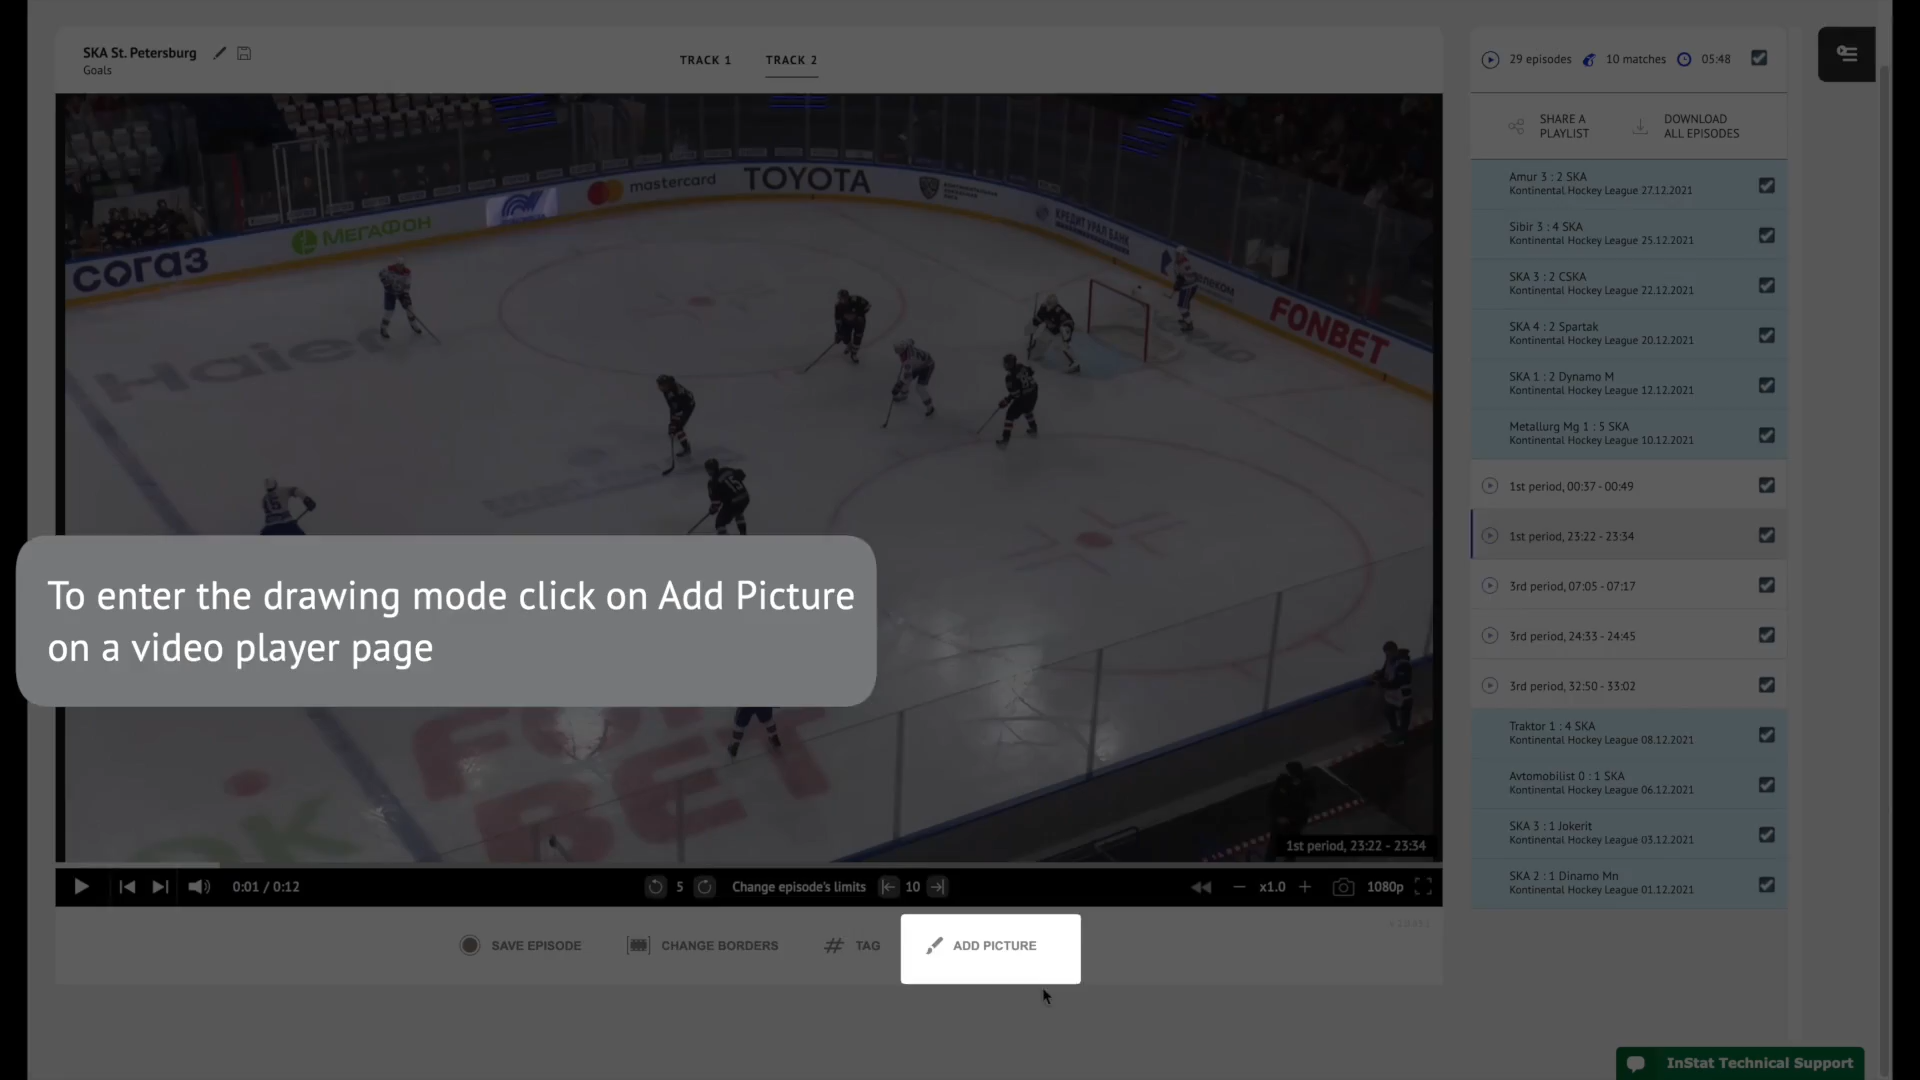 SKA St. Petersburg
Goals
TRACK 1
TRACK 2
29 episodes
10 matches
05:48
SHARE A
PLAYLIST
DOWNLOAD
ALL EPISODES
Amur 3 : 2 SKA
Kontinental Hockey League 27.12.2021
Sibir 3 : 4 SKA
Kontinental Hockey League 25.12.2021
SKA 3 : 2 CSKA
Kontinental Hockey League 22.12.2021
SKA 4 : 2 Spartak
Kontinental Hockey League 20.12.2021
SKA 1 : 2 Dynamo M
Kontinental Hockey League 12.12.2021
Metallurg Mg 1 : 5 SKA
Kontinental Hockey League 10.12.2021
1st period, 00:37 - 00:49
1st period, 23:22 - 23:34
3rd period, 07:05 - 07:17
3rd period, 24:33 - 24:45
3rd period, 32:50 - 33:02
Traktor 1 : 4 SKA
Kontinental Hockey League 08.12.2021
Avtomobilist 0 : 1 SKA
Kontinental Hockey League 06.12.2021
SKA 3 : 1 Jokerit
Kontinental Hockey League 03.12.2021
SKA 2 : 1 Dinamo Mn
Kontinental Hockey League 01.12.2021
СОГАЗ
МЕГАФОН
mastercard
TOYOTA
КРЕДИТ УРАЛ БАНК
FONBET
Haier
15
15
To enter the drawing mode click on Add Picture
on a video player page
FON
BET
OK
1st period, 23:22 - 23:34
0:01 / 0:12
5
Change episode's limits
10
x1.0
1080p
SAVE EPISODE
CHANGE BORDERS
TAG
ADD PICTURE
InStat Technical Support